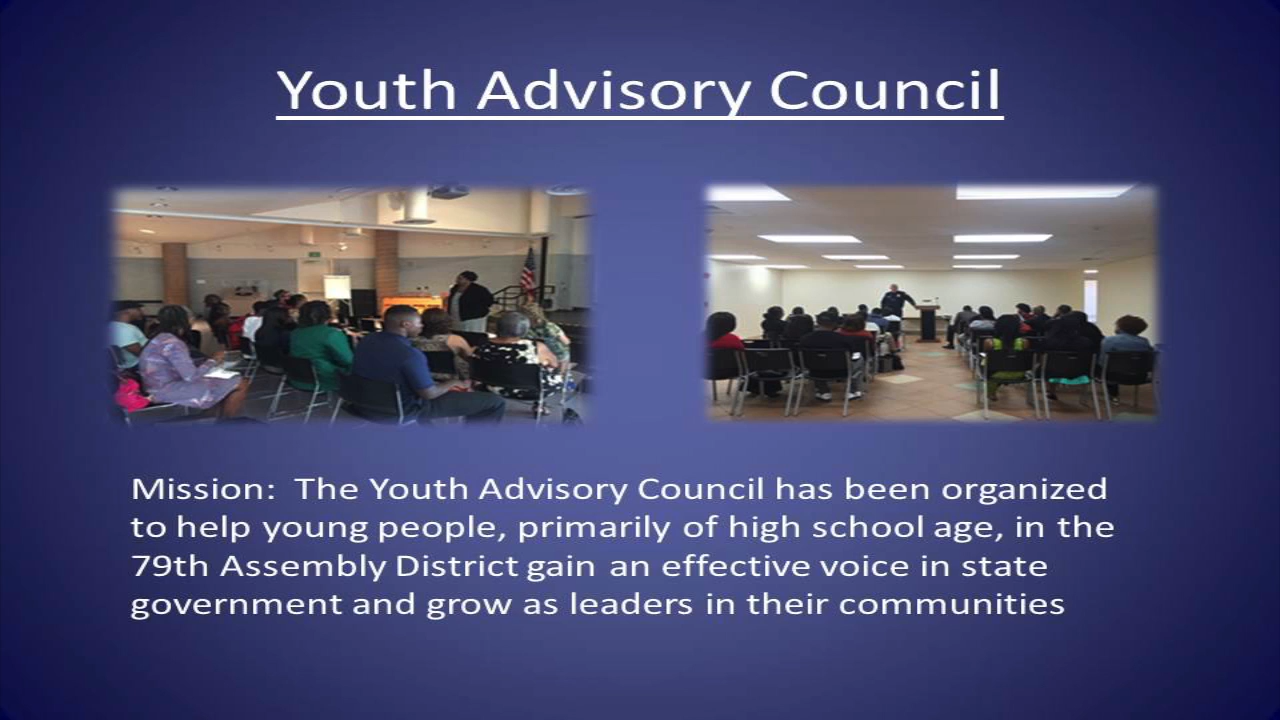 Youth Advisory Council
Mission:  The Youth Advisory Council has been organized
to help young people, primarily of high school age, in the
79th Assembly District gain an effective voice in state
government and grow as leaders in their communities